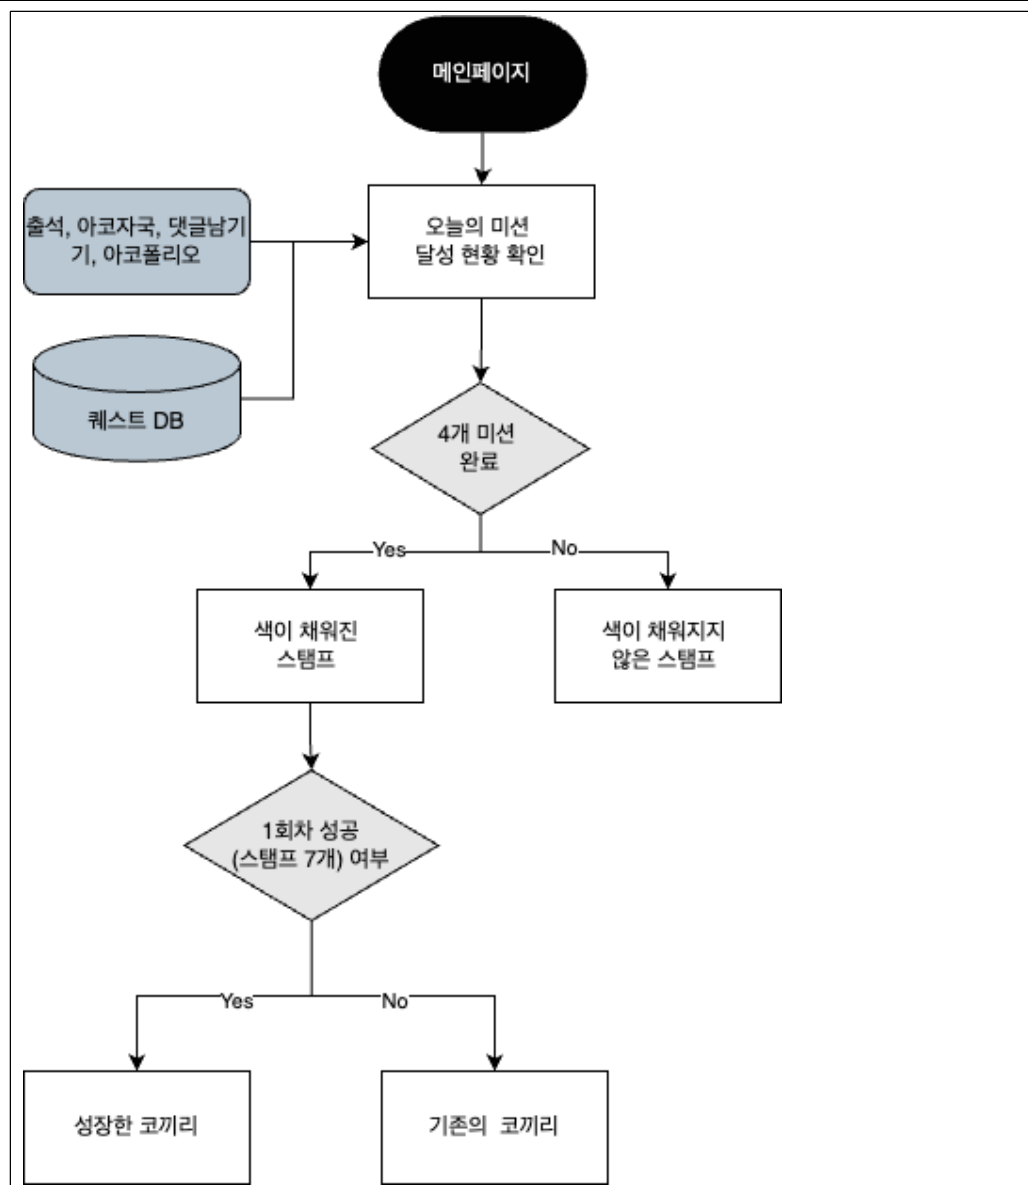 메인페이지
출석, 아코자국, 댓글남기
기, 아코폴리오
오늘의 미션
달성 현황 확인
퀘스트 DB
4개 미션
완료
Yes
No
색이 채워진
스탬프
색이 채워지지
않은 스탬프
1회차 성공
(스탬프 7개) 여부
Yes
No
성장한 코끼리
기존의 코끼리